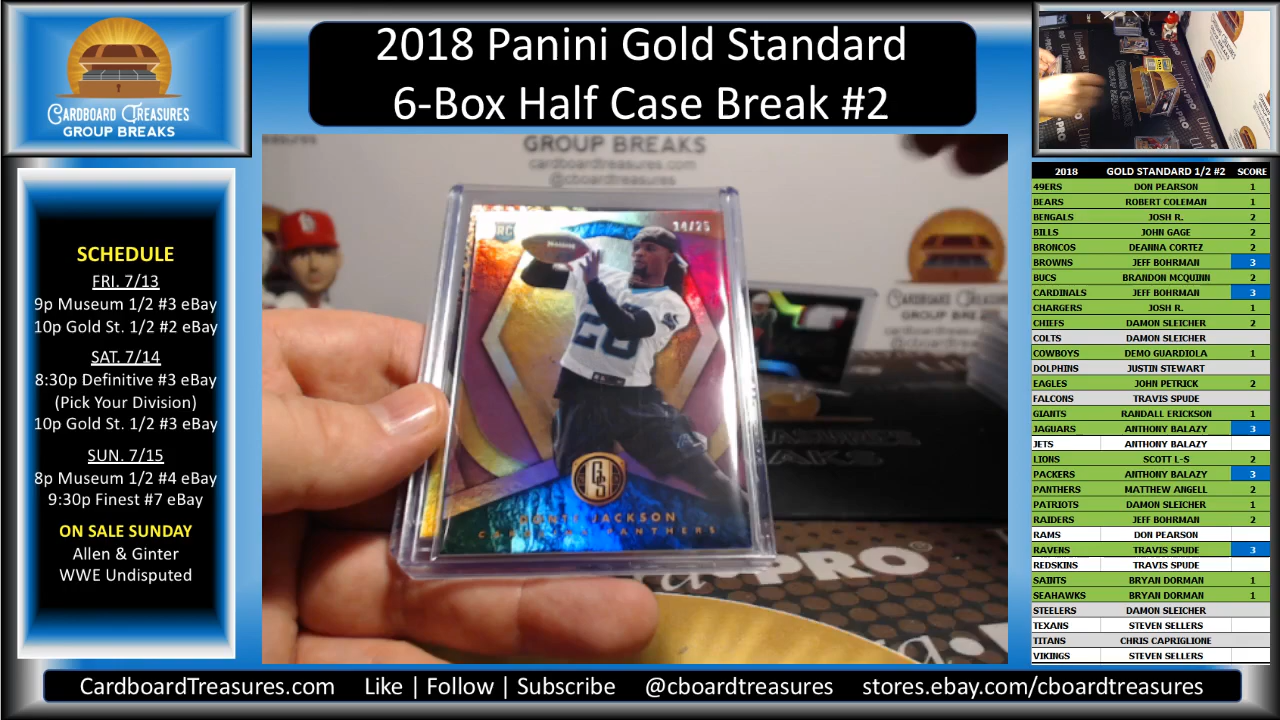 CARDBOARD TREASURES
GROUP BREAKS
2018 Panini Gold Standard
6-Box Half Case Break #2
SCHEDULE
FRI. 7/13
9p Museum 1/2 #3 eBay
10p Gold St. 1/2 #2 eBay
SAT. 7/14
8:30p Definitive #3 eBay
(Pick Your Division)
10p Gold St. 1/2 #3 eBay
SUN. 7/15
8p Museum 1/2 #4 eBay
9:30p Finest #7 eBay
ON SALE SUNDAY
Allen & Ginter
WWE Undisputed
GROUP BREAKS
cardboardtreasures.com
@cboardtreasures
RC
14/25
28
GS
DONTE JACKSON
CAROLINA PANTHERS
PRO
2018 GOLD STANDARD 1/2 #2 SCORE
49ERS DON PEARSON 1
BEARS ROBERT COLEMAN 1
BENGALS JOSH R. 2
BILLS JOHN GAGE 2
BRONCOS DEANNA CORTEZ 2
BROWNS JEFF BOHRMAN 3
BUCS BRANDON MCQUINN 2
CARDINALS JEFF BOHRMAN 3
CHARGERS JOSH R. 1
CHIEFS DAMON SLEICHER 2
COLTS DAMON SLEICHER
COWBOYS DEMO GUARDIOLA 1
DOLPHINS JUSTIN STEWART
EAGLES JOHN PETRICK 2
FALCONS TRAVIS SPUDE
GIANTS RANDALL ERICKSON 1
JAGUARS ANTHONY BALAZY 3
JETS ANTHONY BALAZY
LIONS SCOTT L-S 2
PACKERS ANTHONY BALAZY 3
PANTHERS MATTHEW ANGELL 2
PATRIOTS DAMON SLEICHER 1
RAIDERS JEFF BOHRMAN 2
RAMS DON PEARSON
RAVENS TRAVIS SPUDE 3
REDSKINS TRAVIS SPUDE
SAINTS BRYAN DORMAN 1
SEAHAWKS BRYAN DORMAN 1
STEELERS DAMON SLEICHER
TEXANS STEVEN SELLERS
TITANS CHRIS CAPRIGLIONE
VIKINGS STEVEN SELLERS
CardboardTreasures.com Like | Follow | Subscribe @cboardtreasures stores.ebay.com/cboardtreasures